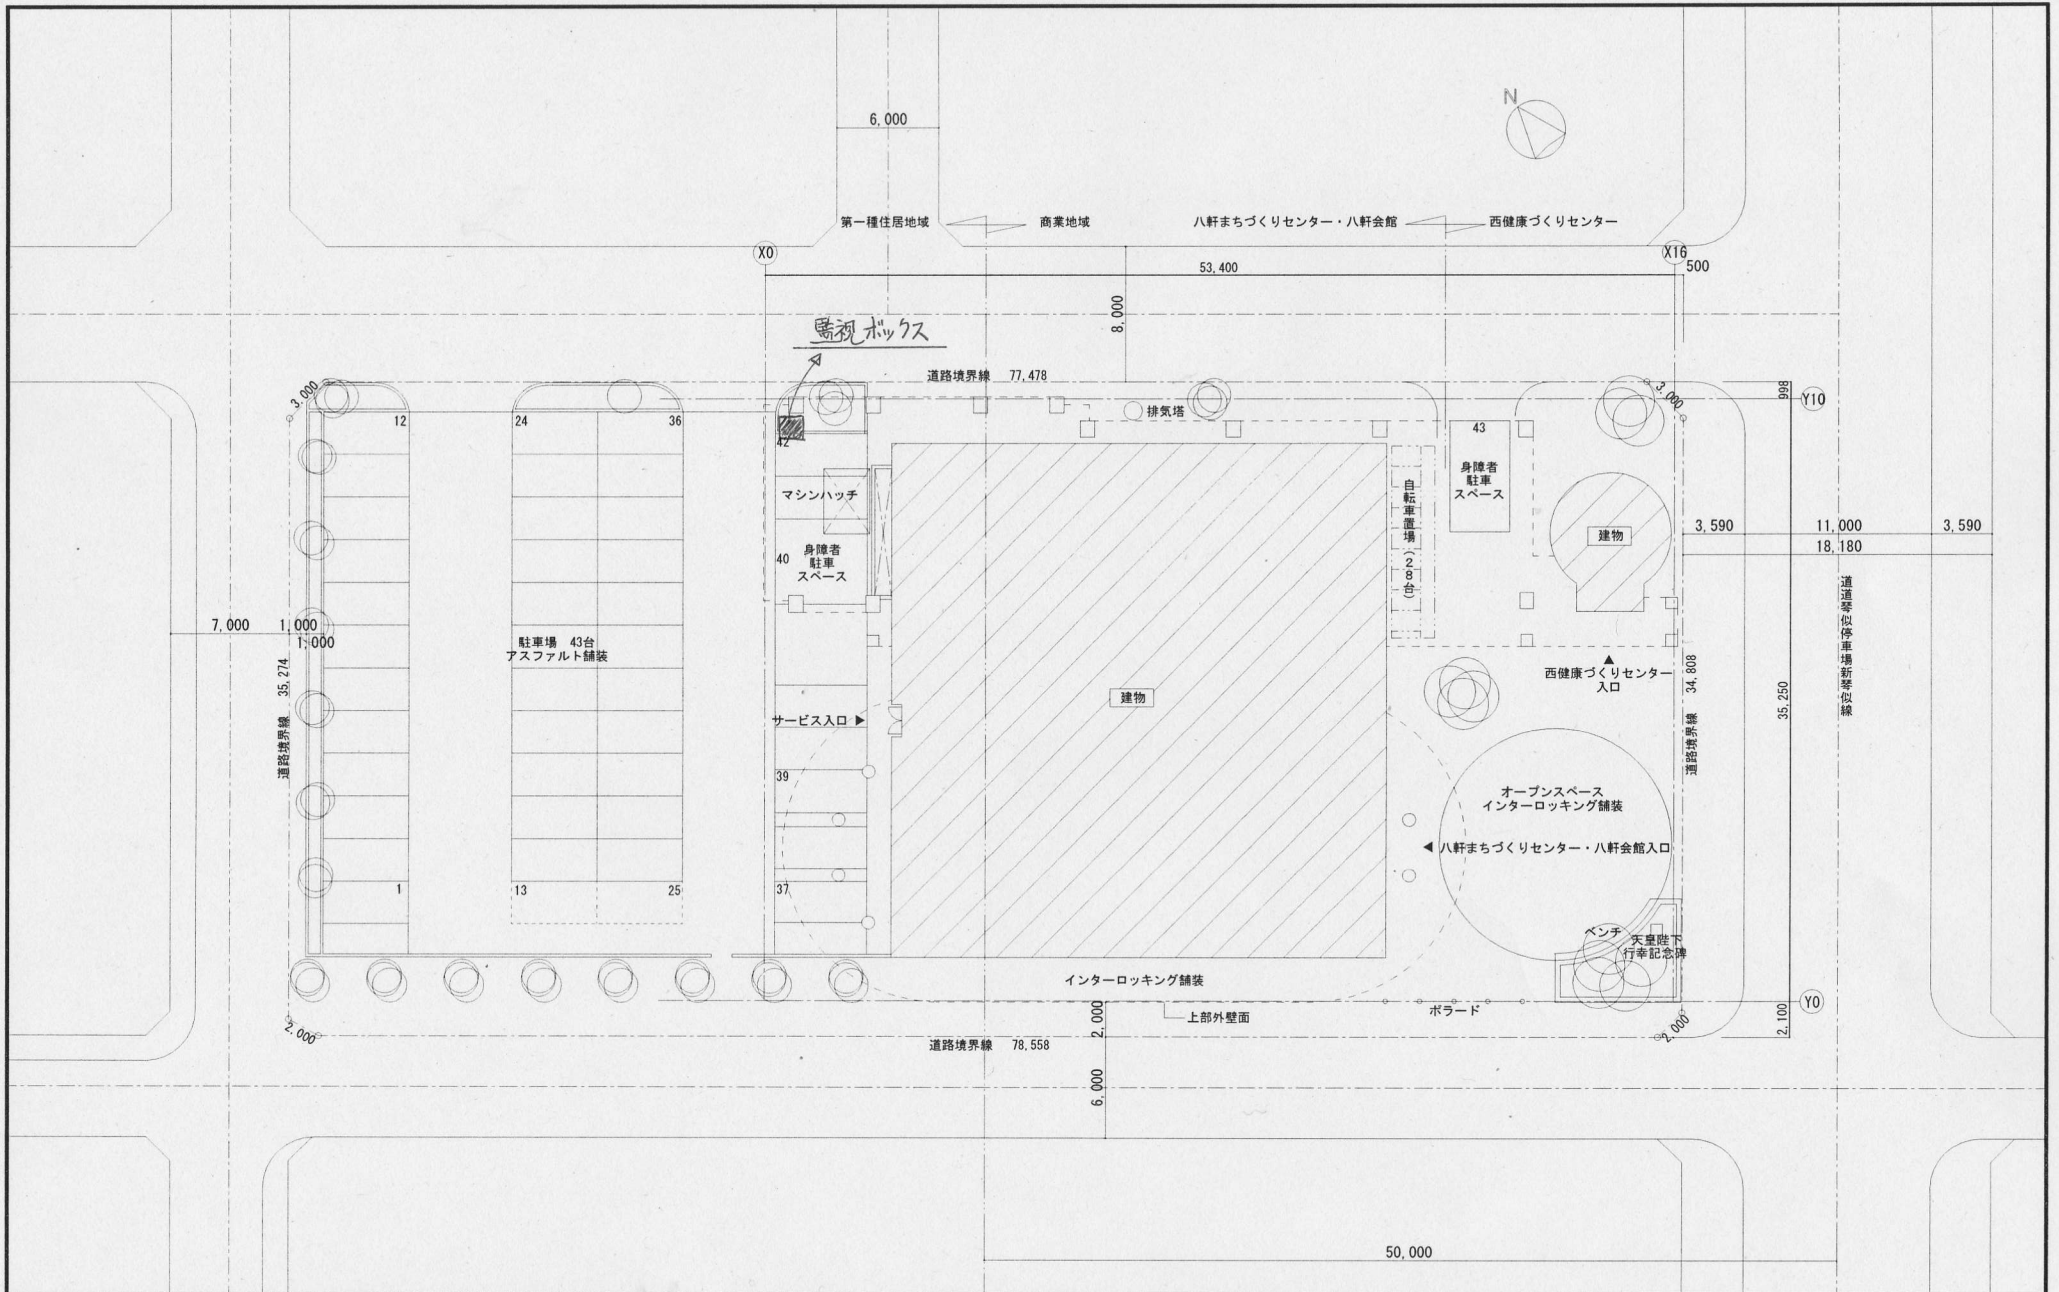 N
6,000
第一種住居地域
商業地域
八軒まちづくりセンター・八軒会館
西健康づくりセンター
X0
X16
53,400
500
8,000
監視ボックス
道路境界線 77,478
3,000
3,000
998
Y10
排気塔
12
24
36
42
43
マシンハッチ
身障者
駐車
スペース
自転車置場(28台)
建物
3,590
11,000
3,590
18,180
40
身障者
駐車
スペース
7,000
1,000
1,000
駐車場 43台
アスファルト舗装
道路境界線 35,274
建物
西健康づくりセンター
入口
道路境界線 34,808
35,250
道道琴似停車場新琴似線
サービス入口
39
オープンスペース
インターロッキング舗装
八軒まちづくりセンター・八軒会館入口
1
13
25
37
ベンチ
天皇陛下
行幸記念碑
インターロッキング舗装
上部外壁面
ボラード
Y0
2,000
2,000
2,000
2,100
道路境界線 78,558
6,000
50,000